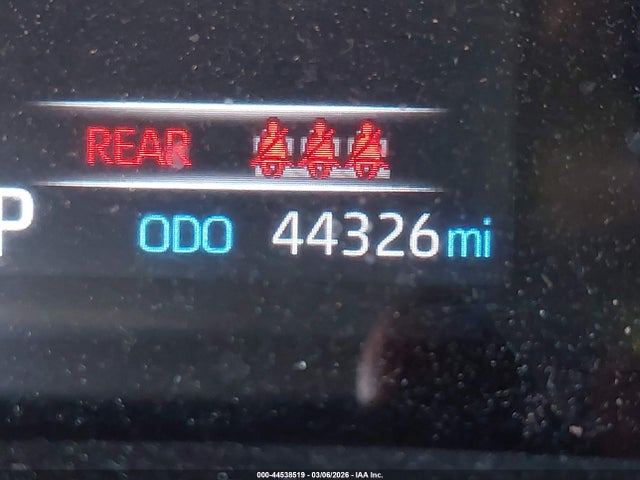 REAR
P
ODO 44326 mi
000-44538519 - 03/06/2026 - IAA Inc.